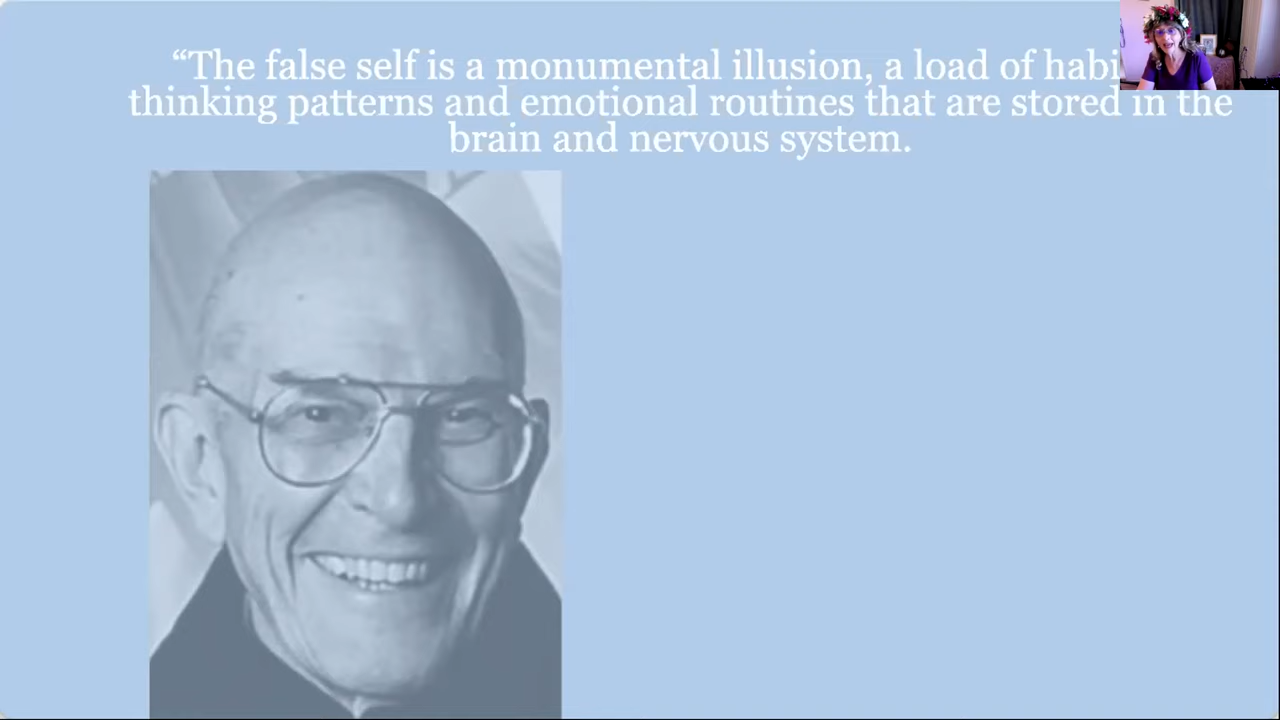 “The false self is a monumental illusion, a load of habi
thinking patterns and emotional routines that are stored in the
brain and nervous system.